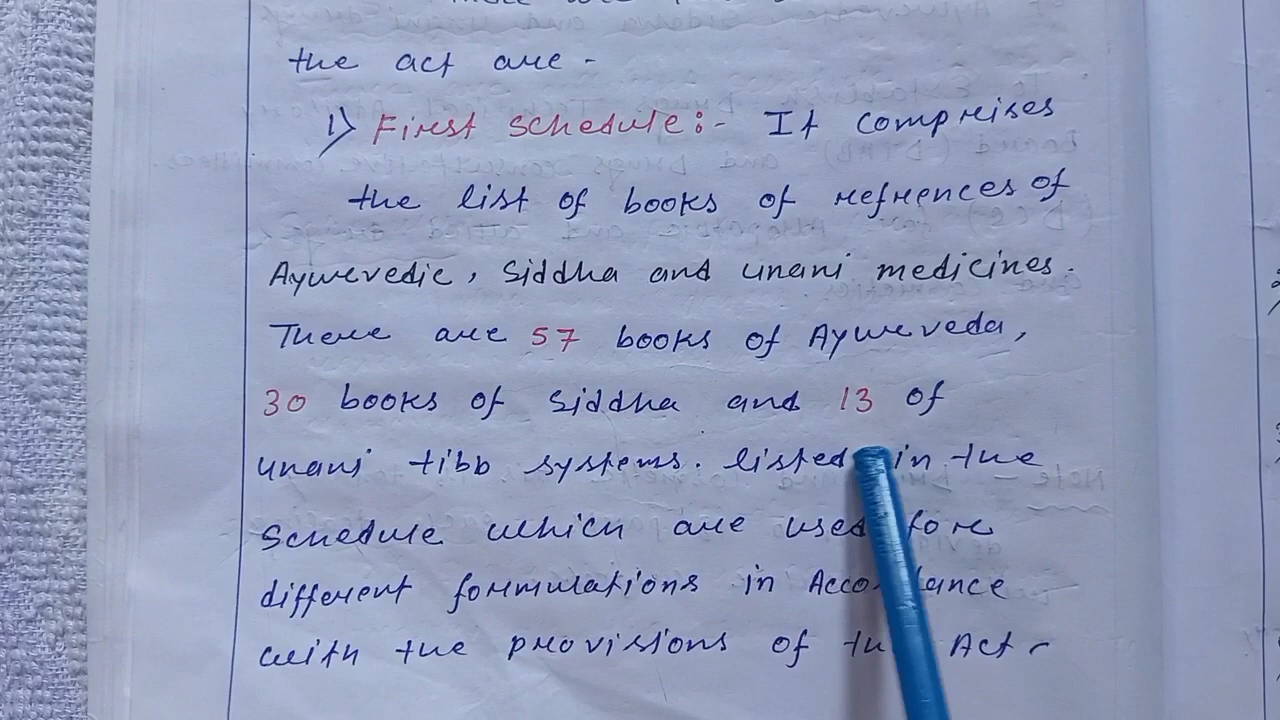 the act are -
1) First Schedule :- It comprises
the list of books of refrences of
Ayurvedic, Siddha and unani medicines.
There are 57 books of Ayurveda,
30 books of Siddha and 13 of
unani tibb systems. listed in the
Schedule which are used for
different formulations in Accordance
with the provisions of the Act